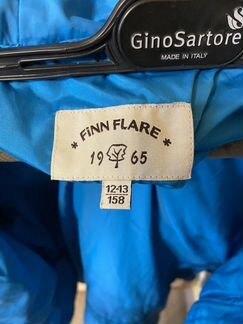 GinoSartore
MADE IN ITALY
* FiNN FLARE *
19 65
12-13
158